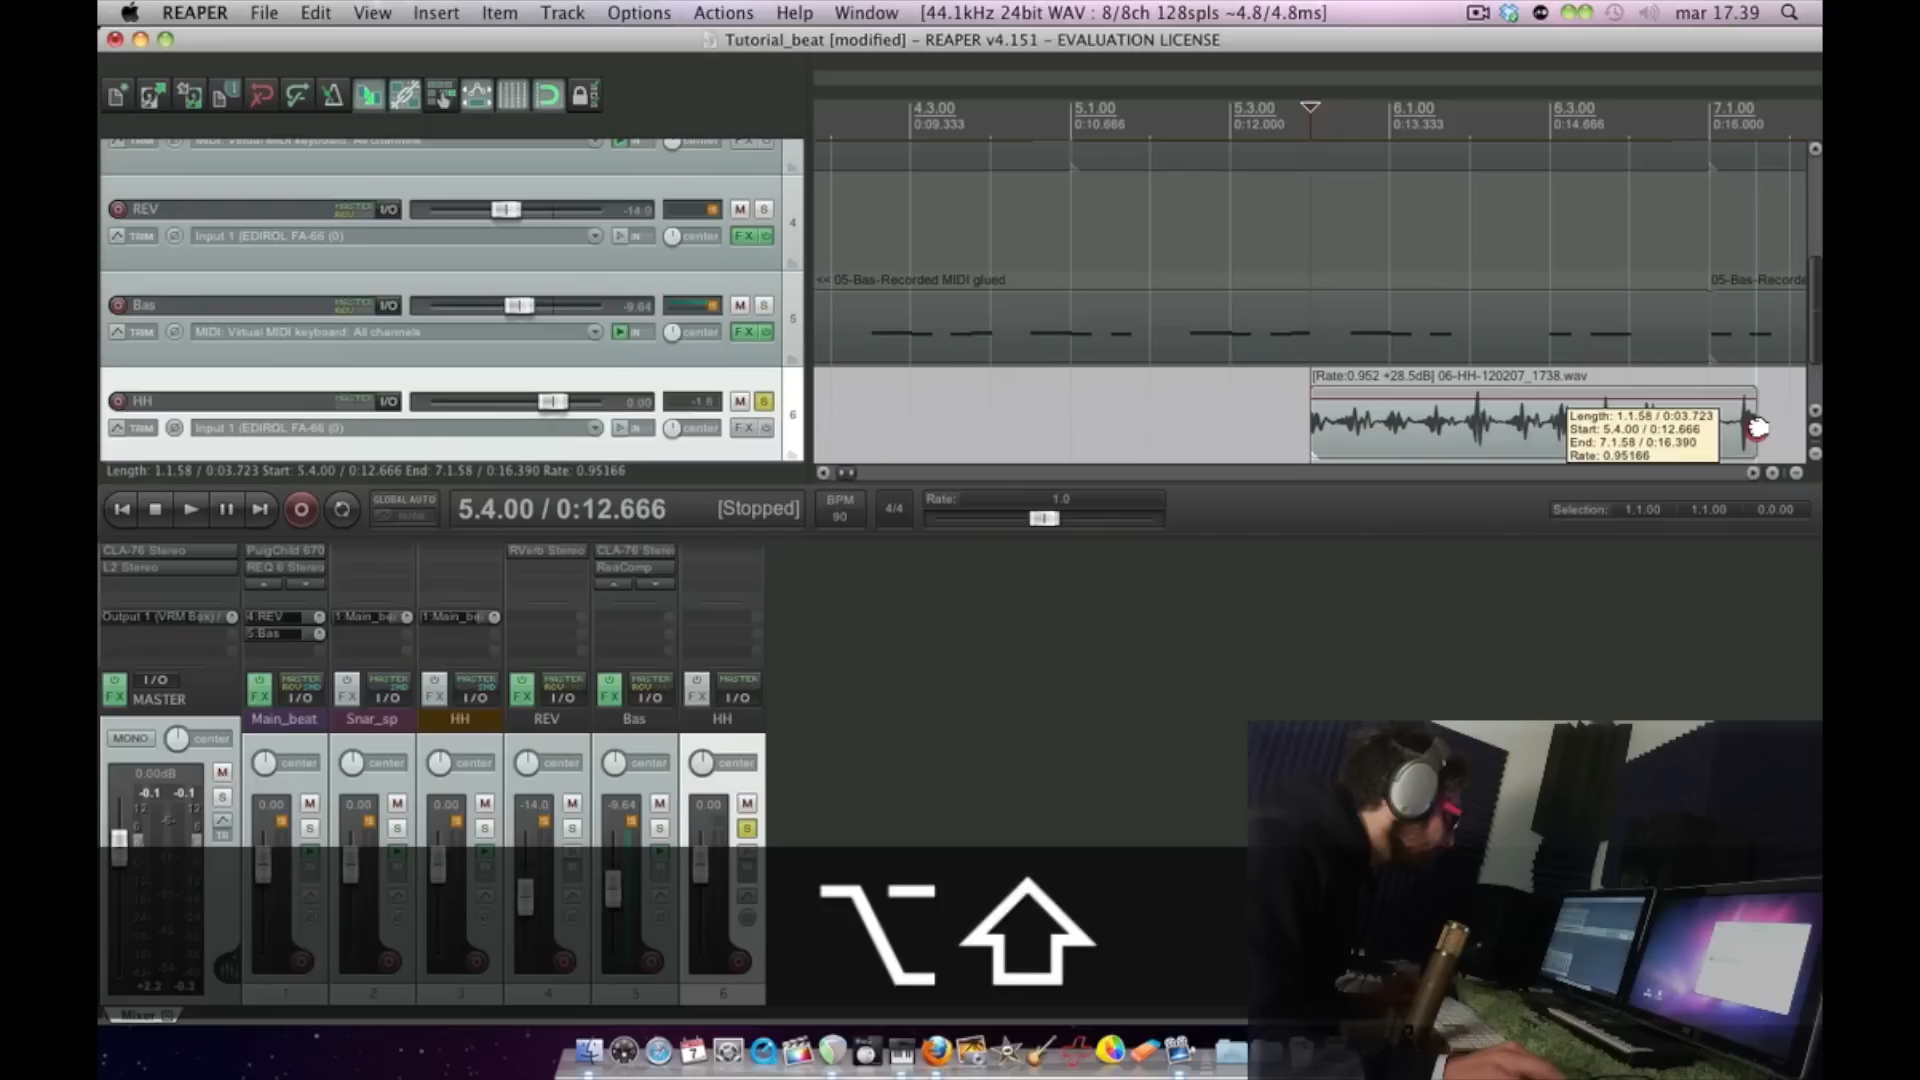 REAPER File Edit View Insert Item Track Options Actions Help Window [44.1kHz 24bit WAV : 8/8ch 128spls ~4.8/4.8ms] mar 17.39
Tutorial_beat [modified] – REAPER v4.151 – EVALUATION LICENSE
4.3.00 5.1.00 5.3.00 6.1.00 6.3.00 7.1.00
0:09.333 0:10.666 0:12.000 0:13.333 0:14.666 0:16.000
TRIM MIDI: Virtual MIDI keyboard: All channels IN center FX
REV MASTER RCV I/O -14.0 M S
4
TRIM Input 1 (EDIROL FA-66 (0) IN center FX
<< 05-Bas-Recorded MIDI glued 05-Bas-Recorde
Bas MASTER RCV I/O -9.64 M S
5
TRIM MIDI: Virtual MIDI keyboard: All channels IN center FX
[Rate:0.952 +28.5dB] 06-HH-120207_1738.wav
HH MASTER I/O 0.00 -1.8 M S
6
TRIM Input 1 (EDIROL FA-66 (0) IN center FX
Length: 1.1.58 / 0:03.723
Start: 5.4.00 / 0:12.666
End: 7.1.58 / 0:16.390
Rate: 0.95166
Length: 1.1.58 / 0:03.723 Start: 5.4.00 / 0:12.666 End: 7.1.58 / 0:16.390 Rate: 0.95166
GLOBAL AUTO
5.4.00 / 0:12.666 [Stopped]
BPM
90
4/4
Rate: 1.0
Selection: 1.1.00 1.1.00 0.0.00
CLA-76 Stereo PuigChild 670 RVerb Stereo CLA-76 Stere
L2 Stereo REQ 6 Stereo ReaComp
Output 1 (VRM Box) / 4:REV 1:Main_be 1:Main_be
5:Bas
FX I/O MASTER
FX MASTER RCV SND I/O FX MASTER SND I/O FX MASTER SND I/O FX MASTER RCV I/O FX MASTER RCV I/O FX MASTER I/O
Main_beat Snar_sp HH REV Bas HH
MONO center center center center center center center
0.00dB M
-0.1 -0.1 S
0.00 M 0.00 M 0.00 M -14.0 M -9.64 M 0.00 M
S S S S S S
TR
+2.2 -0.3
1 2 3 4 5 6
Mixer